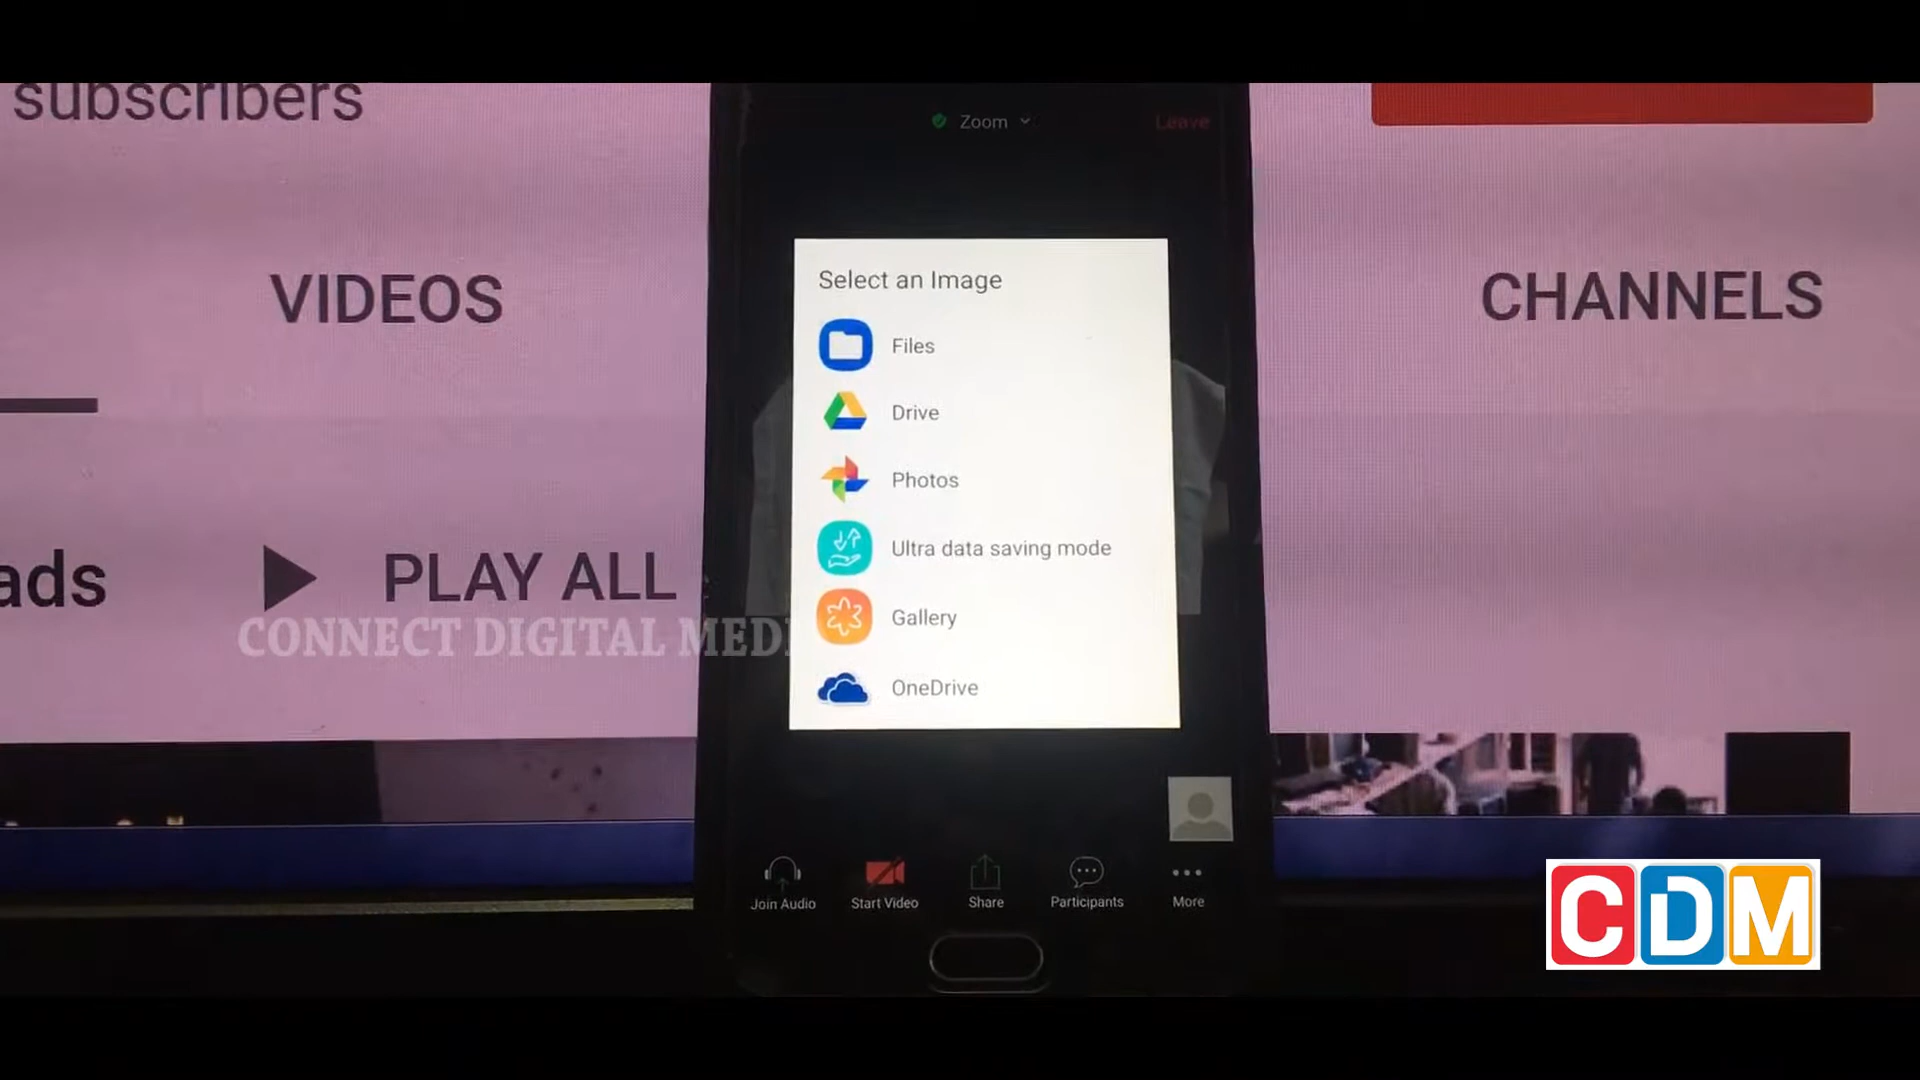 subscribers
Zoom
Leave
VIDEOS
CHANNELS
Select an Image
Files
Drive
Photos
Ultra data saving mode
Gallery
OneDrive
ads
PLAY ALL
CONNECT DIGITAL MEDI
Join Audio
Start Video
Share
Participants
More
CDM